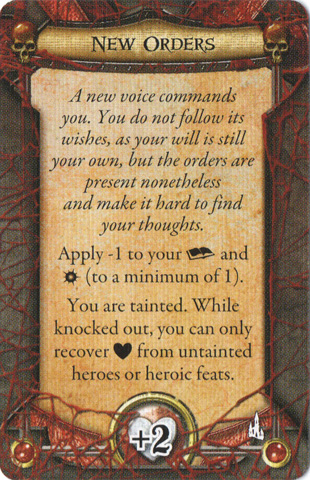 NEW ORDERS
A new voice commands
you. You do not follow its
wishes, as your will is still
your own, but the orders are
present nonetheless
and make it hard to find
your thoughts.
Apply -1 to your and
(to a minimum of 1).
You are tainted. While
knocked out, you can only
recover from untainted
heroes or heroic feats.
+2